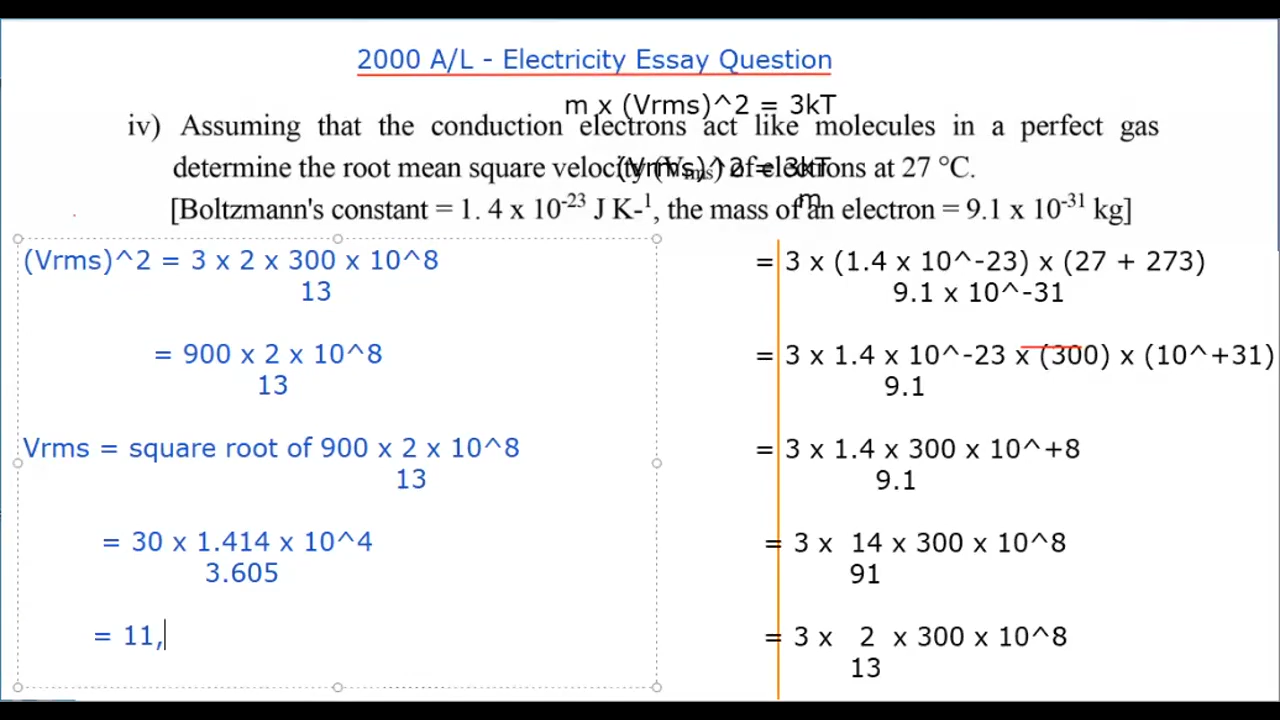 2000 A/L - Electricity Essay Question
m x (Vrms)^2 = 3kT
iv) Assuming that the conduction electrons act like molecules in a perfect gas
determine the root mean square velocity (Vrms) of electrons at 27 °C.
(Vrms)^2 = 3kT
m
[Boltzmann's constant = 1. 4 x 10-23 J K-1, the mass of an electron = 9.1 x 10-31 kg]
(Vrms)^2 = 3 x 2 x 300 x 10^8
13
= 900 x 2 x 10^8
13
Vrms = square root of 900 x 2 x 10^8
13
= 30 x 1.414 x 10^4
3.605
= 11,
= 3 x (1.4 x 10^-23) x (27 + 273)
9.1 x 10^-31
= 3 x 1.4 x 10^-23 x (300) x (10^+31)
9.1
= 3 x 1.4 x 300 x 10^+8
9.1
= 3 x 14 x 300 x 10^8
91
= 3 x 2 x 300 x 10^8
13